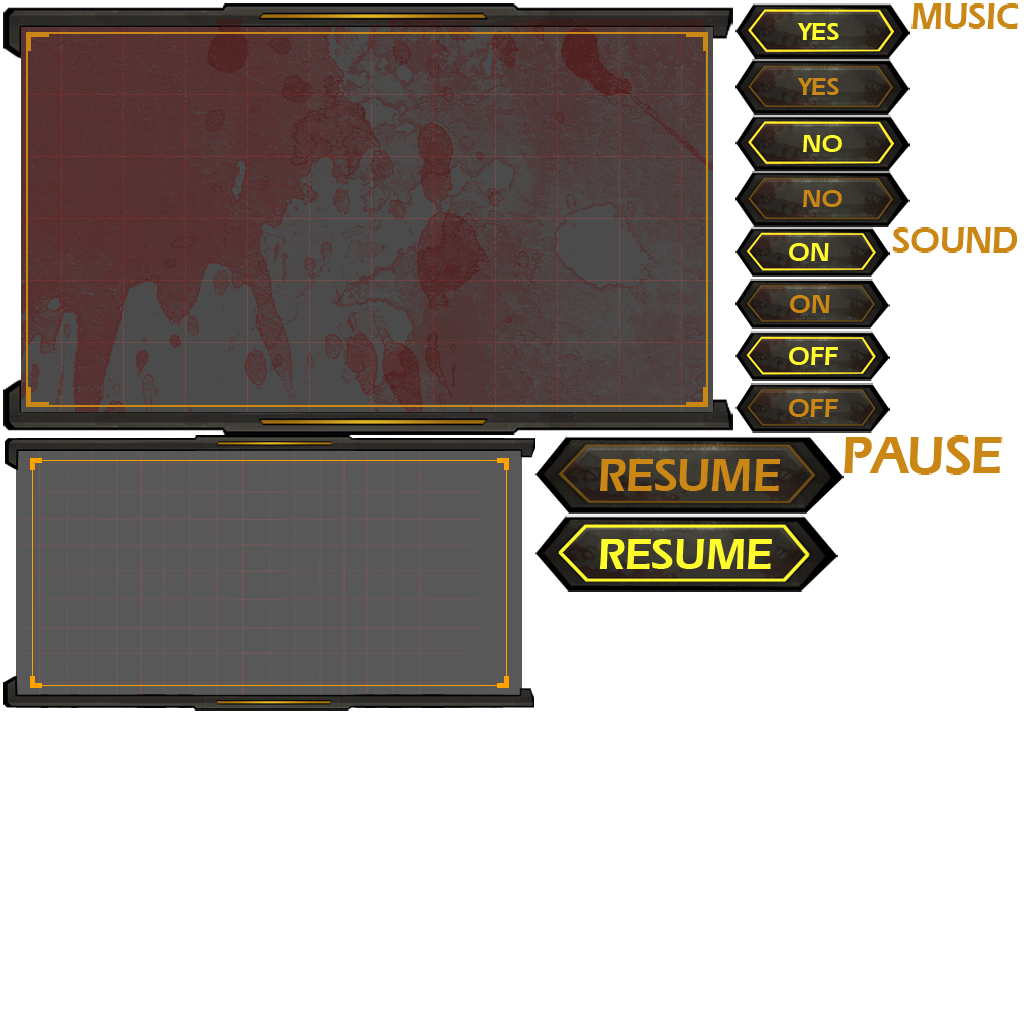 YES
MUSIC
YES
NO
NO
SOUND
ON
ON
OFF
OFF
RESUME
PAUSE
RESUME